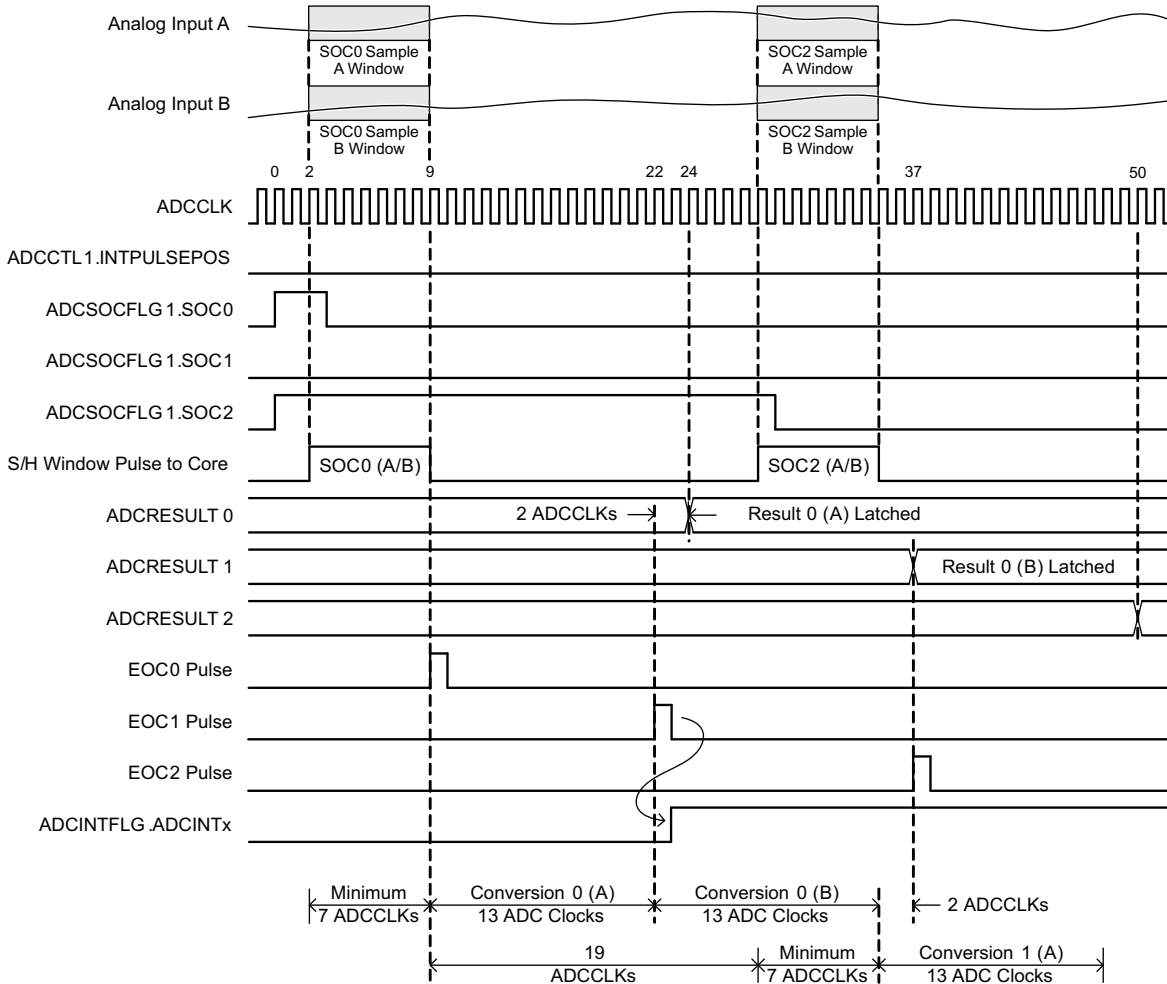 Analog Input A
SOC0 Sample
A Window
SOC2 Sample
A Window
Analog Input B
SOC0 Sample
B Window
SOC2 Sample
B Window
0 2 9 22 24 37 50
ADCCLK
ADCCTL1.INTPULSEPOS
ADCSOCFLG1.SOC0
ADCSOCFLG1.SOC1
ADCSOCFLG1.SOC2
S/H Window Pulse to Core
SOC0 (A/B)
SOC2 (A/B)
ADCRESULT 0
2 ADCCLKs
Result 0 (A) Latched
ADCRESULT 1
Result 0 (B) Latched
ADCRESULT 2
EOC0 Pulse
EOC1 Pulse
EOC2 Pulse
ADCINTFLG.ADCINTx
Minimum
7 ADCCLKs
Conversion 0 (A)
13 ADC Clocks
Conversion 0 (B)
13 ADC Clocks
2 ADCCLKs
19
ADCCLKs
Minimum
7 ADCCLKs
Conversion 1 (A)
13 ADC Clocks